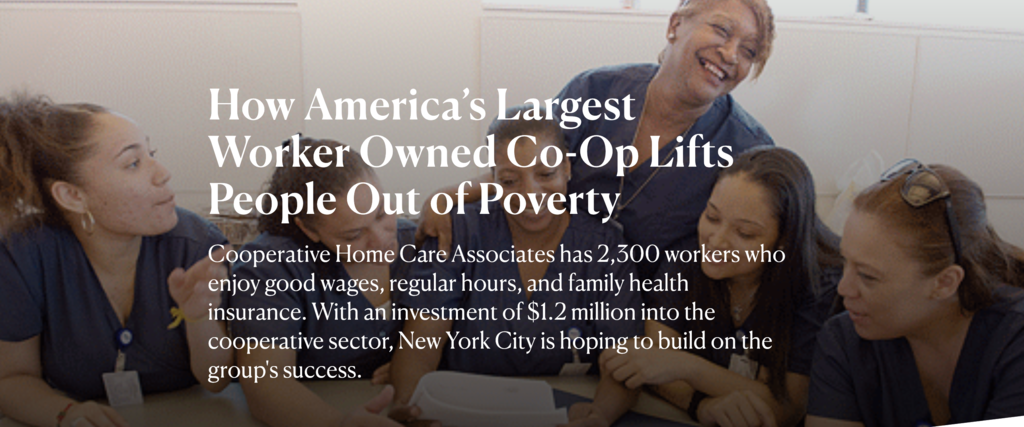 How America’s Largest
Worker Owned Co-Op Lifts
People Out of Poverty
Cooperative Home Care Associates has 2,300 workers who
enjoy good wages, regular hours, and family health
insurance. With an investment of $1.2 million into the
cooperative sector, New York City is hoping to build on the
group's success.